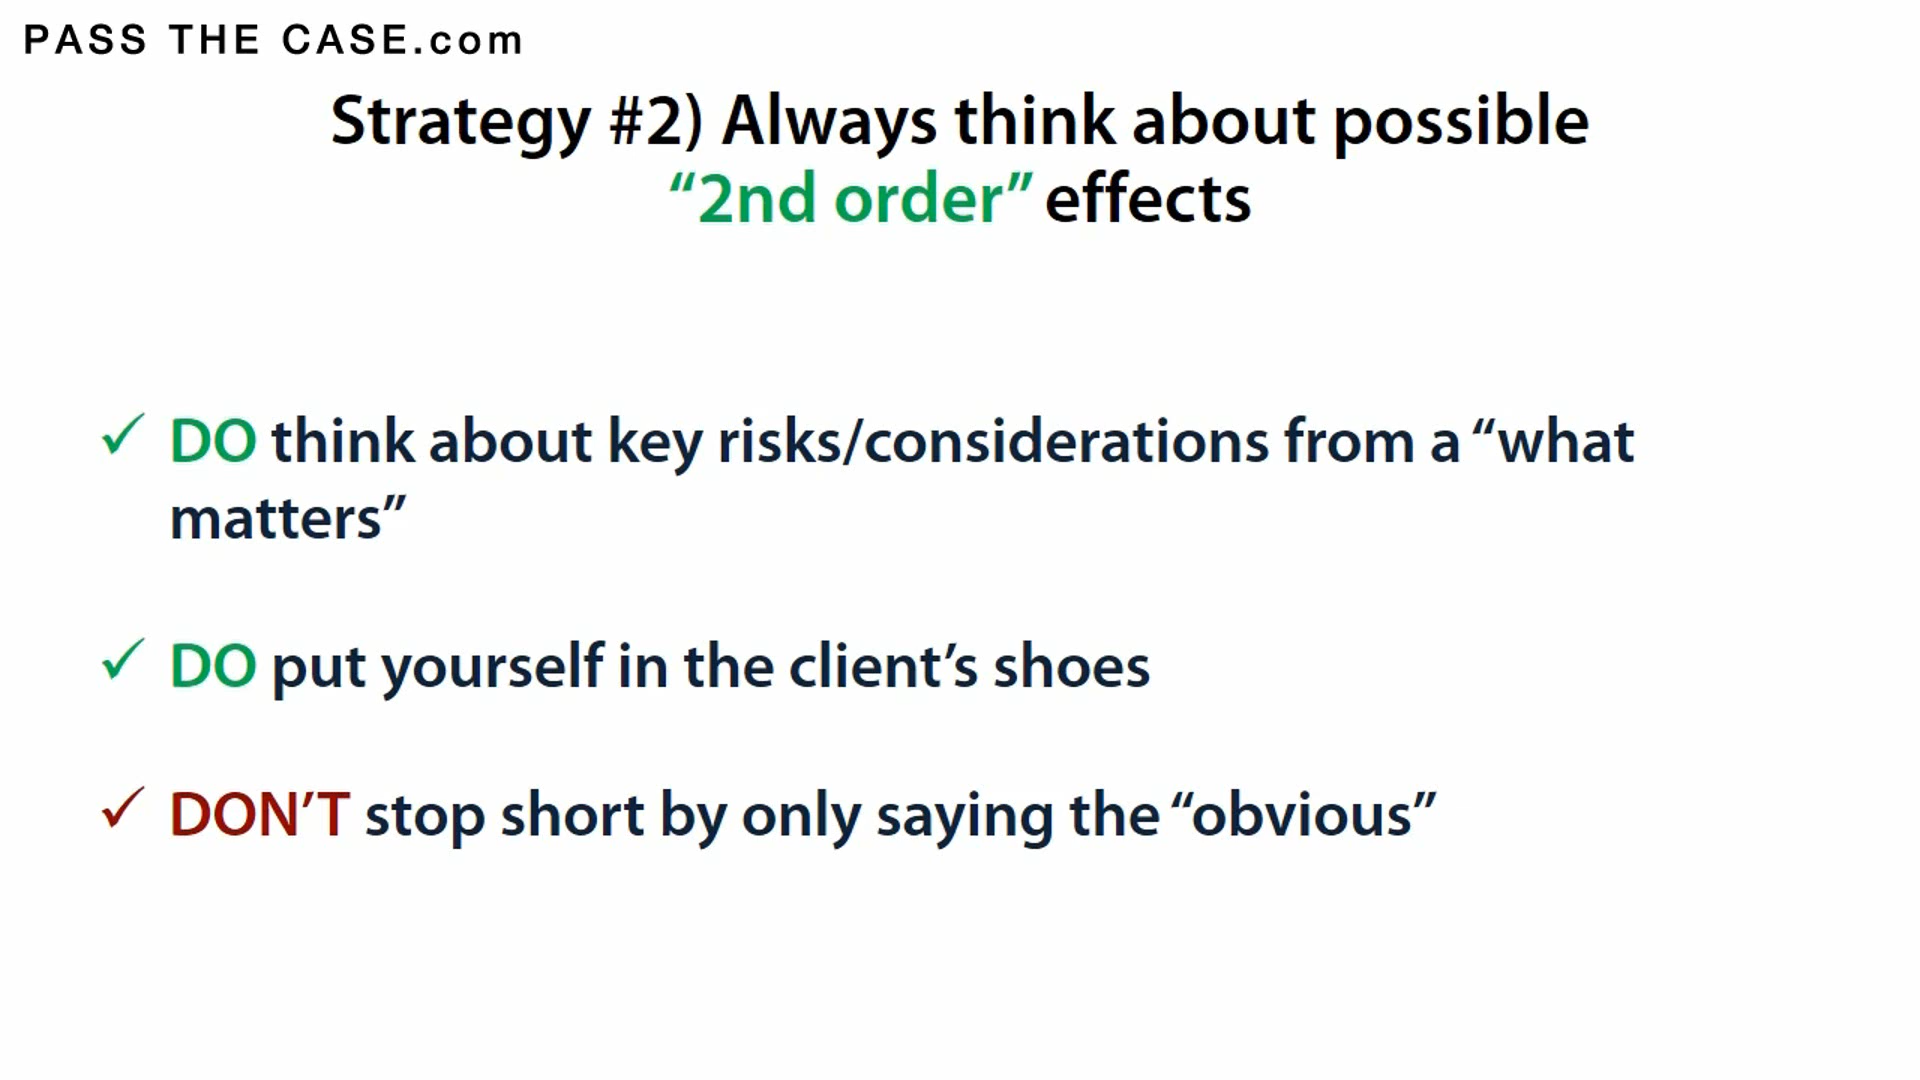 PASS THE CASE.com
Strategy #2) Always think about possible
“2nd order” effects
✓ DO think about key risks/considerations from a “what
matters”
✓ DO put yourself in the client’s shoes
✓ DON’T stop short by only saying the “obvious”